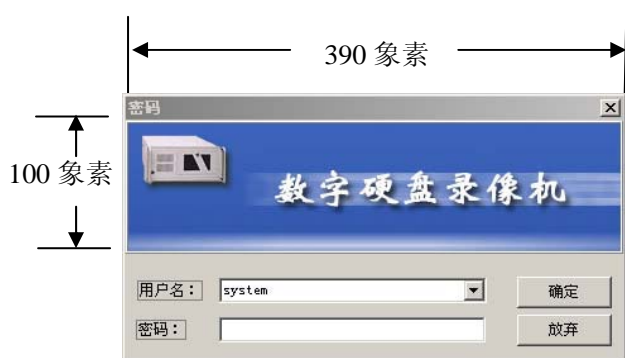 390 象素
密码
100 象素
数字硬盘录像机
用户名： system 确定
密码： 放弃